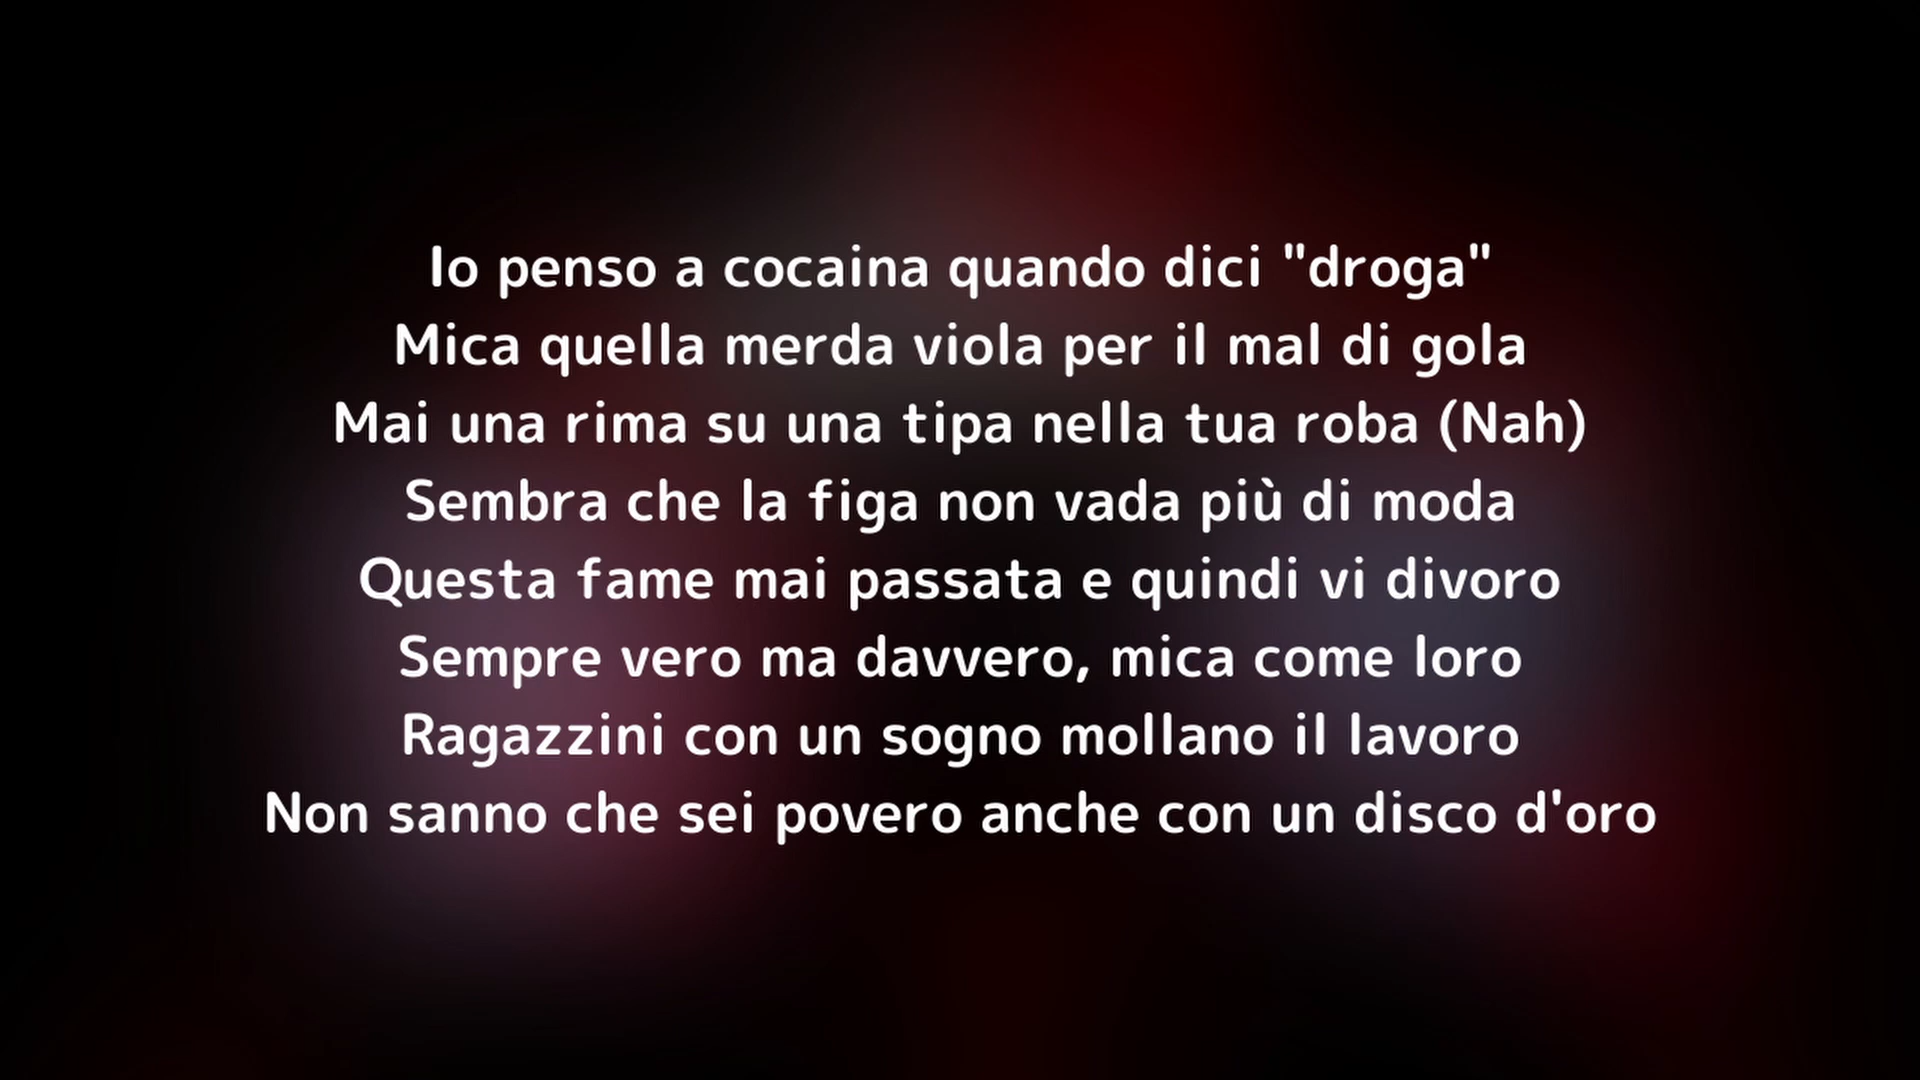 Io penso a cocaina quando dici "droga"
Mica quella merda viola per il mal di gola
Mai una rima su una tipa nella tua roba (Nah)
Sembra che la figa non vada più di moda
Questa fame mai passata e quindi vi divoro
Sempre vero ma davvero, mica come loro
Ragazzini con un sogno mollano il lavoro
Non sanno che sei povero anche con un disco d'oro